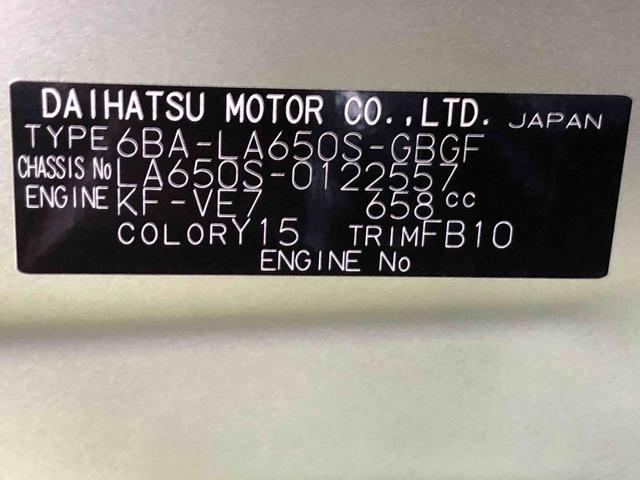 DAIHATSU MOTOR CO.,LTD. JAPAN
TYPE 6BA-LA650S-GBGF
CHASSIS No LA650S-0122557
ENGINE KF-VE7 658 cc
COLOR Y15 TRIM FB10
ENGINE No